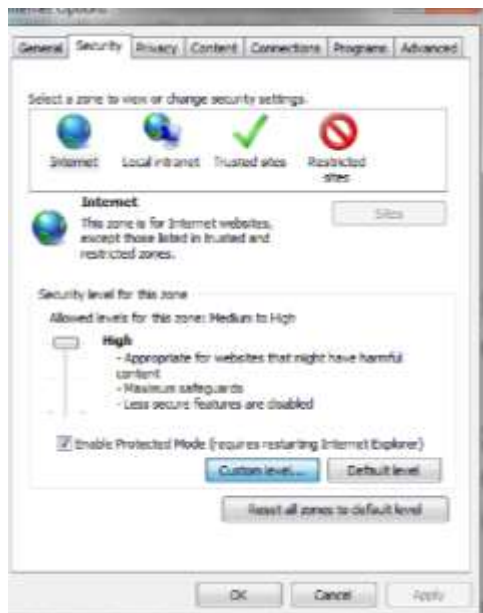 Internet Options
General Security Privacy Content Connections Programs Advanced
Select a zone to view or change security settings.
Internet Local intranet Trusted sites Restricted
sites
Internet
This zone is for Internet websites,
except those listed in trusted and
restricted zones.
Sites
Security level for this zone
Allowed levels for this zone: Medium to High
High
- Appropriate for websites that might have harmful
content
- Maximum safeguards
- Less secure features are disabled
Enable Protected Mode (requires restarting Internet Explorer)
Custom level... Default level
Reset all zones to default level
OK Cancel Apply